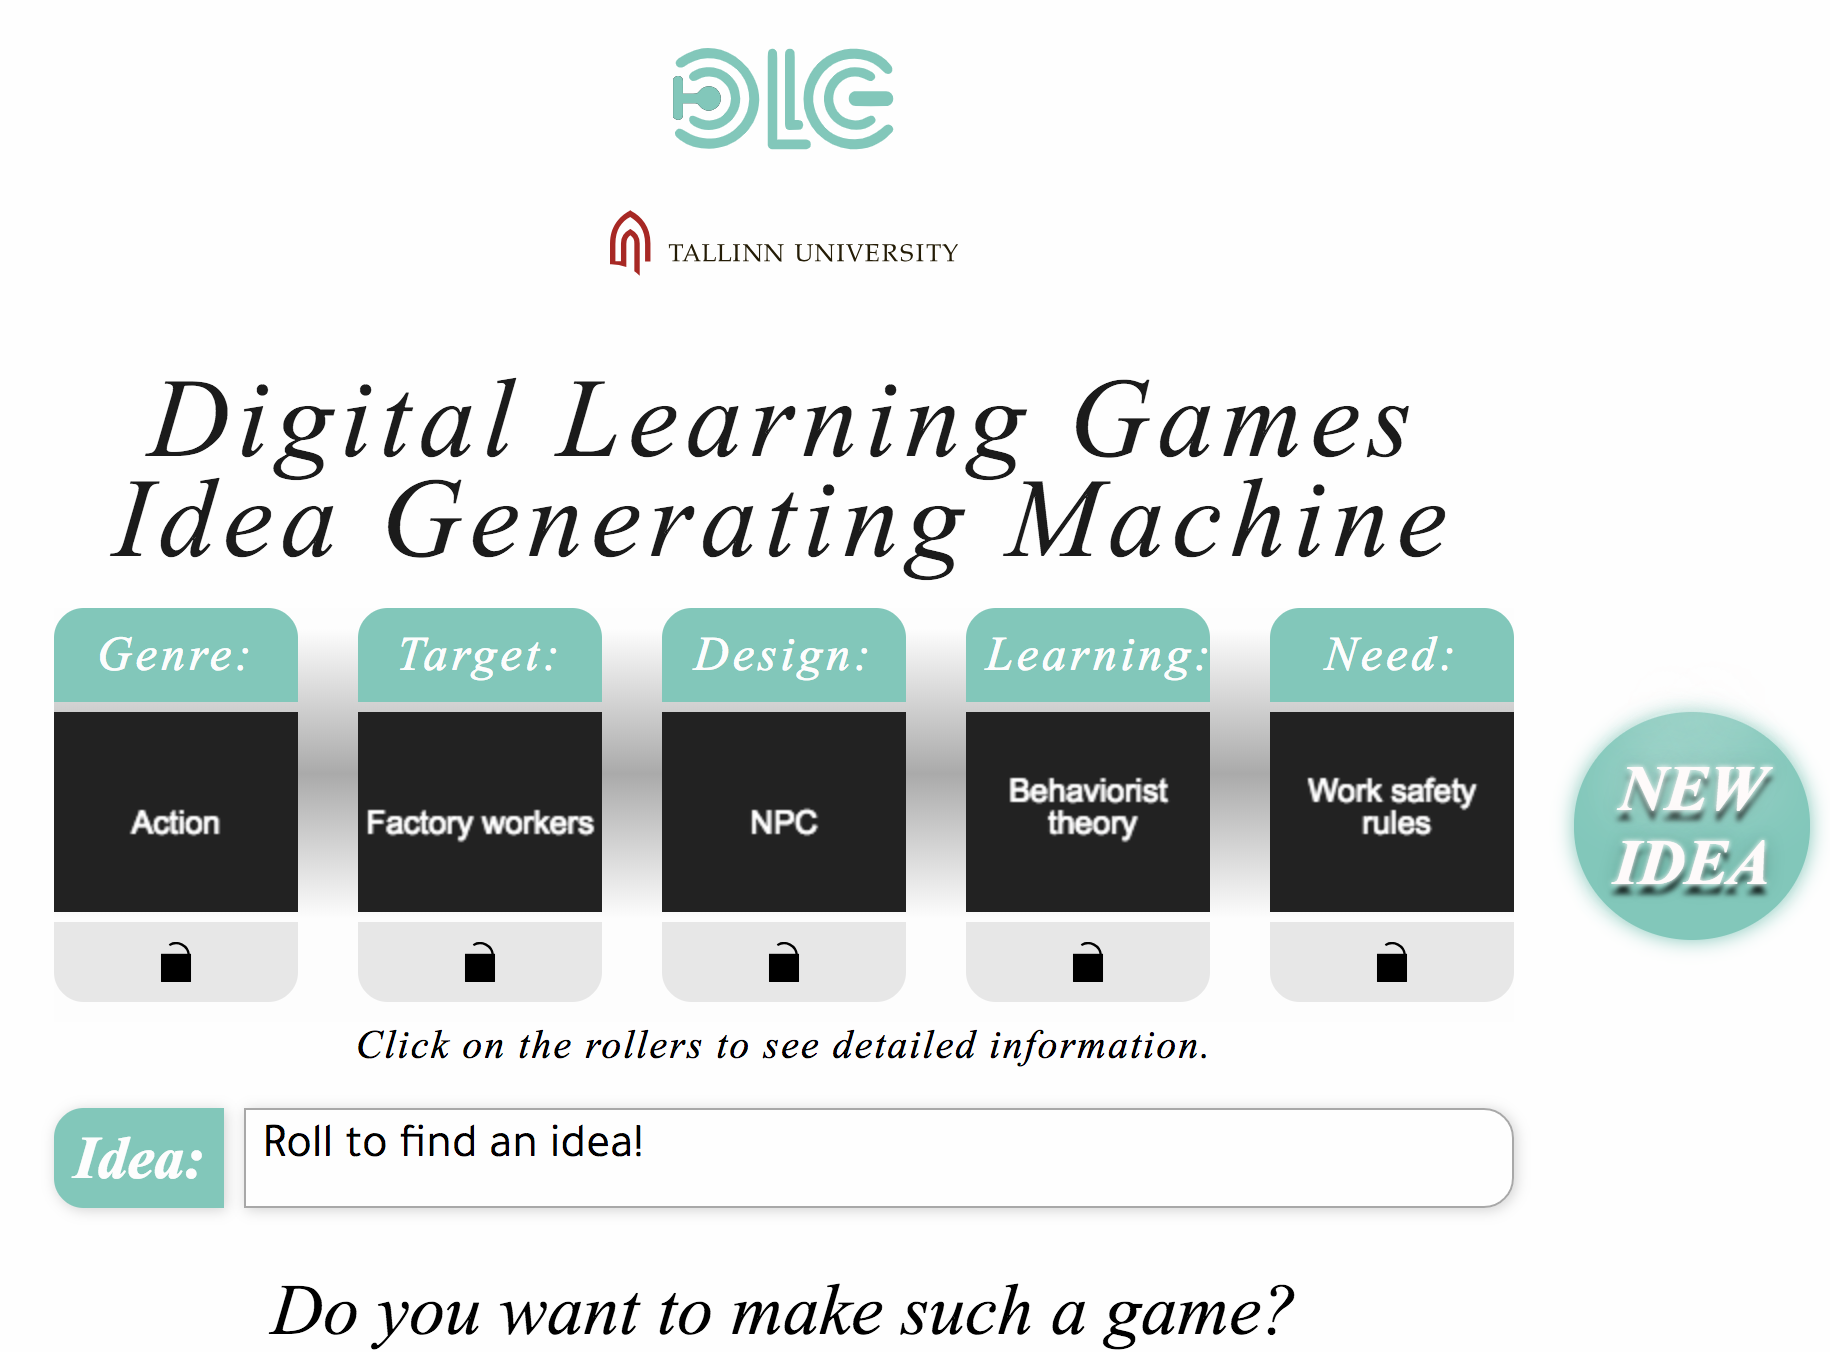 DLG
TALLINN UNIVERSITY
Digital Learning Games
Idea Generating Machine
Genre:
Target:
Design:
Learning:
Need:
Action
Factory workers
NPC
Behaviorist
theory
Work safety
rules
NEW
IDEA
Click on the rollers to see detailed information.
Idea:
Roll to find an idea!
Do you want to make such a game?